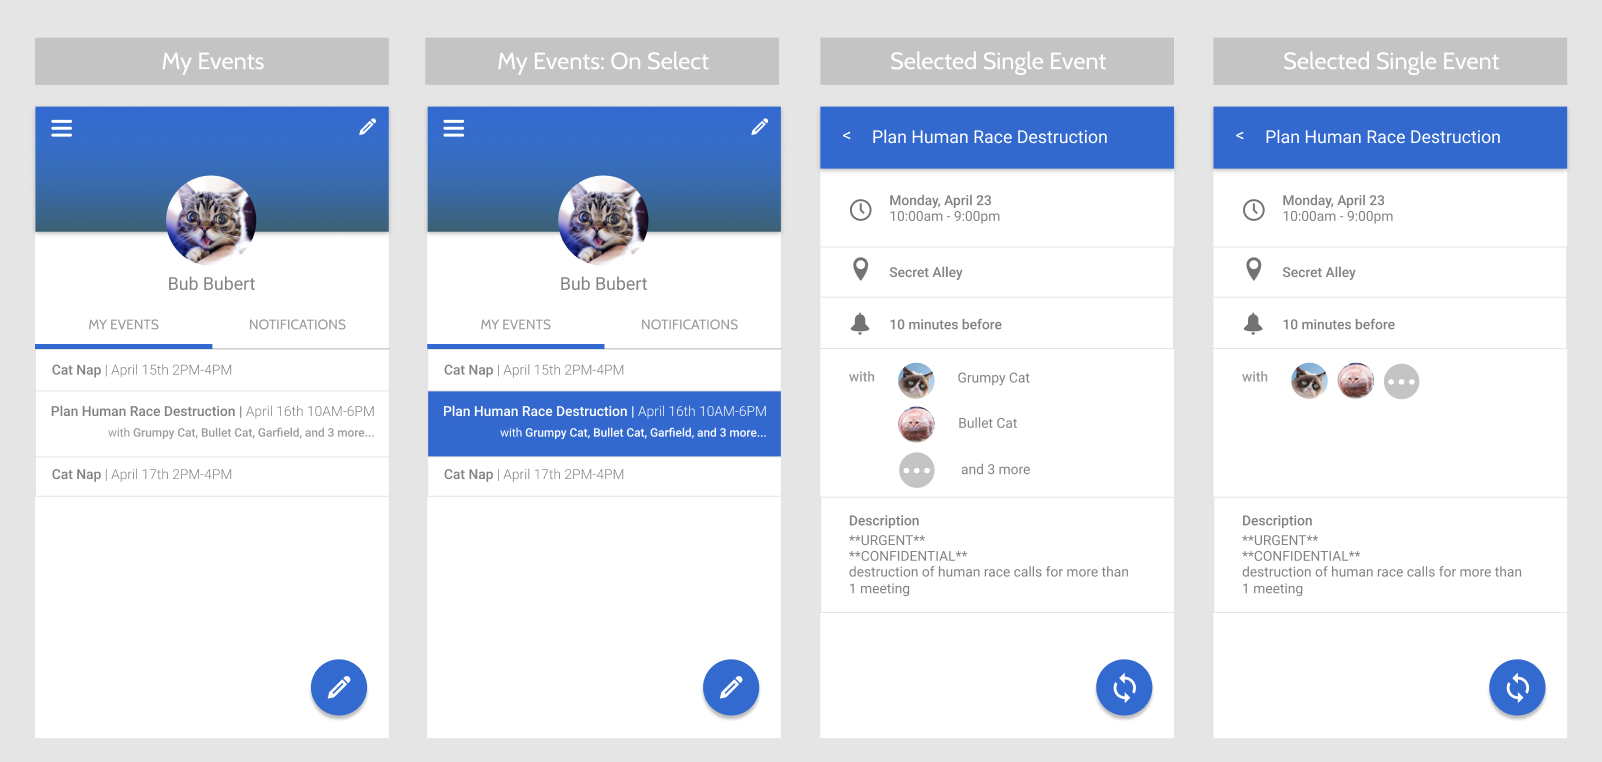 My Events
Bub Bubert
MY EVENTS NOTIFICATIONS
Cat Nap | April 15th 2PM-4PM
Plan Human Race Destruction | April 16th 10AM-6PM
with Grumpy Cat, Bullet Cat, Garfield, and 3 more...
Cat Nap | April 17th 2PM-4PM
My Events: On Select
Bub Bubert
MY EVENTS NOTIFICATIONS
Cat Nap | April 15th 2PM-4PM
Plan Human Race Destruction | April 16th 10AM-6PM
with Grumpy Cat, Bullet Cat, Garfield, and 3 more...
Cat Nap | April 17th 2PM-4PM
Selected Single Event
< Plan Human Race Destruction
Monday, April 23
10:00am - 9:00pm
Secret Alley
10 minutes before
with Grumpy Cat
Bullet Cat
and 3 more
Description
**URGENT**
**CONFIDENTIAL**
destruction of human race calls for more than
1 meeting
Selected Single Event
< Plan Human Race Destruction
Monday, April 23
10:00am - 9:00pm
Secret Alley
10 minutes before
with
Description
**URGENT**
**CONFIDENTIAL**
destruction of human race calls for more than
1 meeting